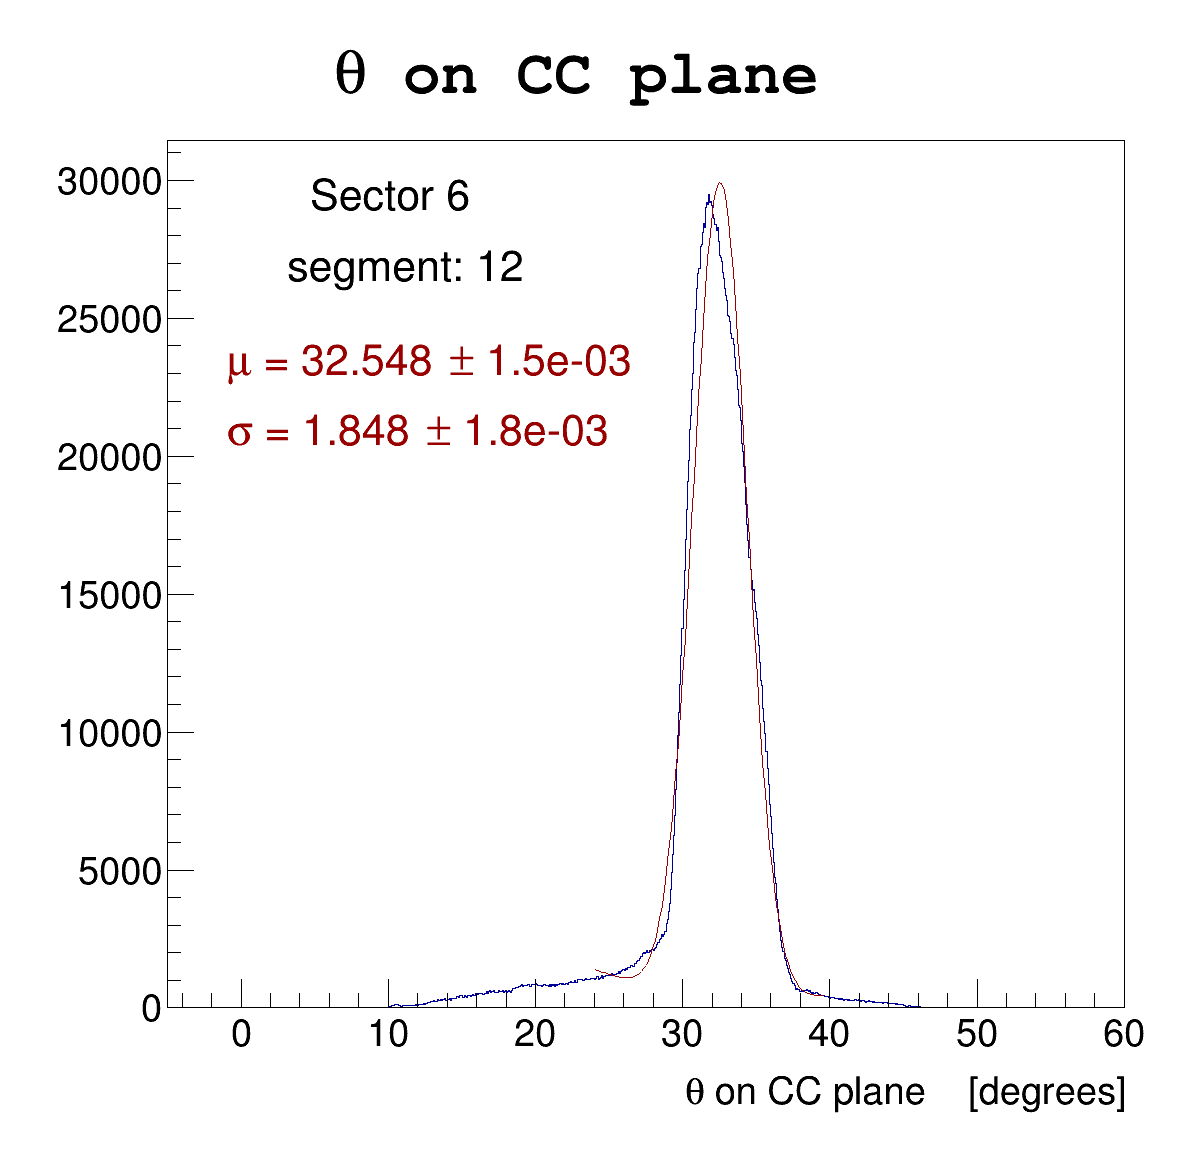 θ on CC plane
Sector 6
segment: 12
μ = 32.548 ± 1.5e-03
σ = 1.848 ± 1.8e-03
30000
25000
20000
15000
10000
5000
0
0 10 20 30 40 50 60
θ on CC plane [degrees]